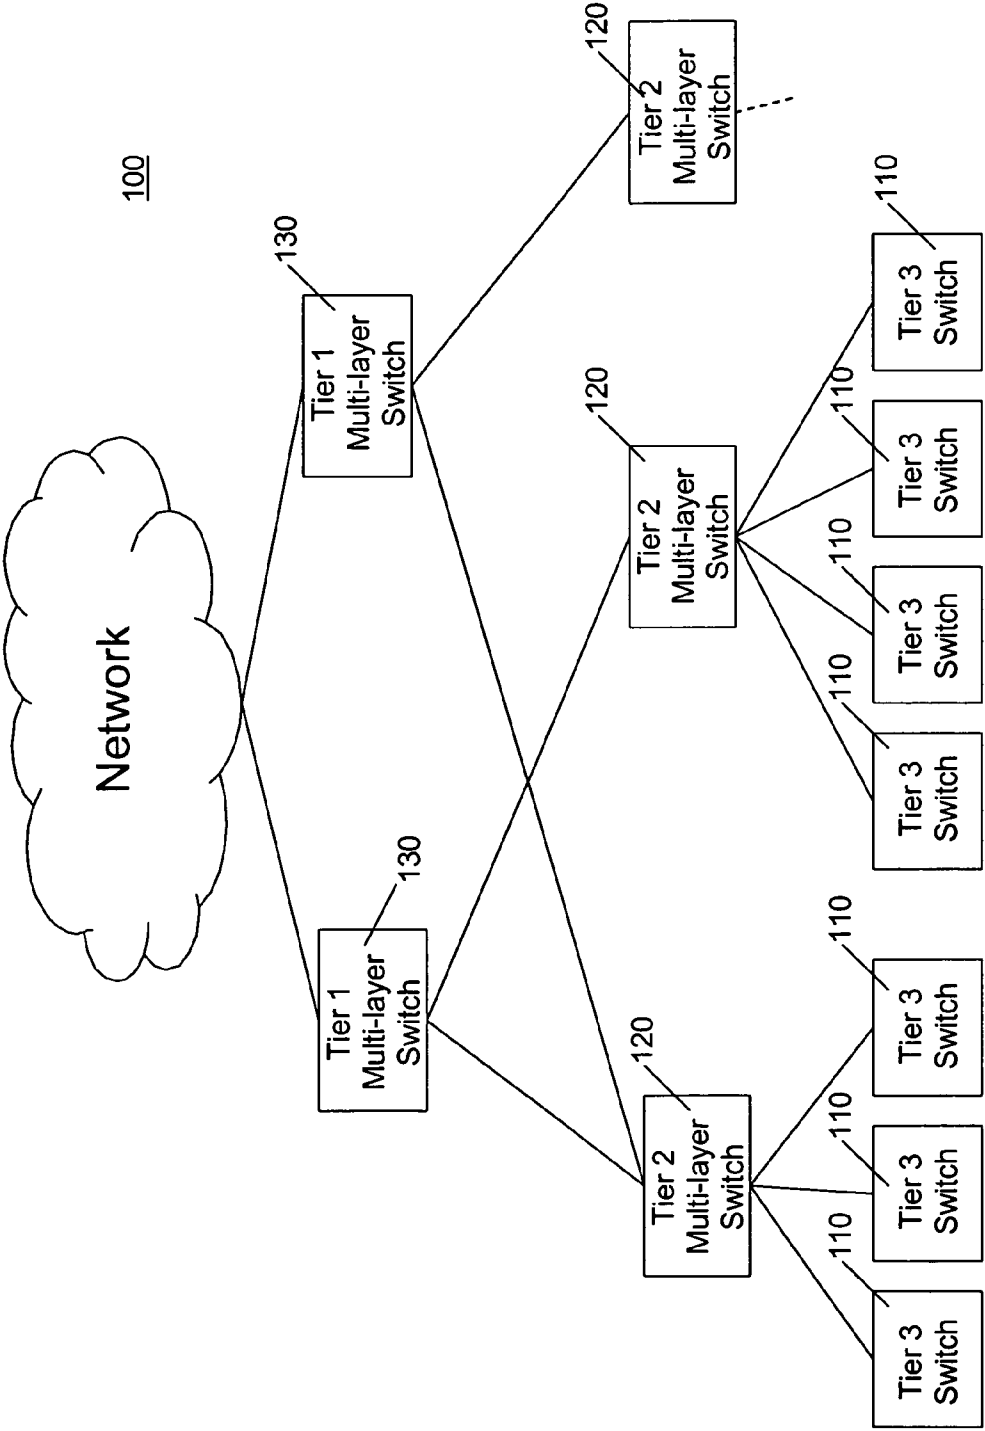 100
Network
130
Tier 1
Multi-layer
Switch
130
Tier 1
Multi-layer
Switch
120
Tier 2
Multi-layer
Switch
120
Tier 2
Multi-layer
Switch
120
Tier 2
Multi-layer
Switch
110
Tier 3
Switch
110
Tier 3
Switch
110
Tier 3
Switch
110
Tier 3
Switch
110
Tier 3
Switch
110
Tier 3
Switch
110
Tier 3
Switch